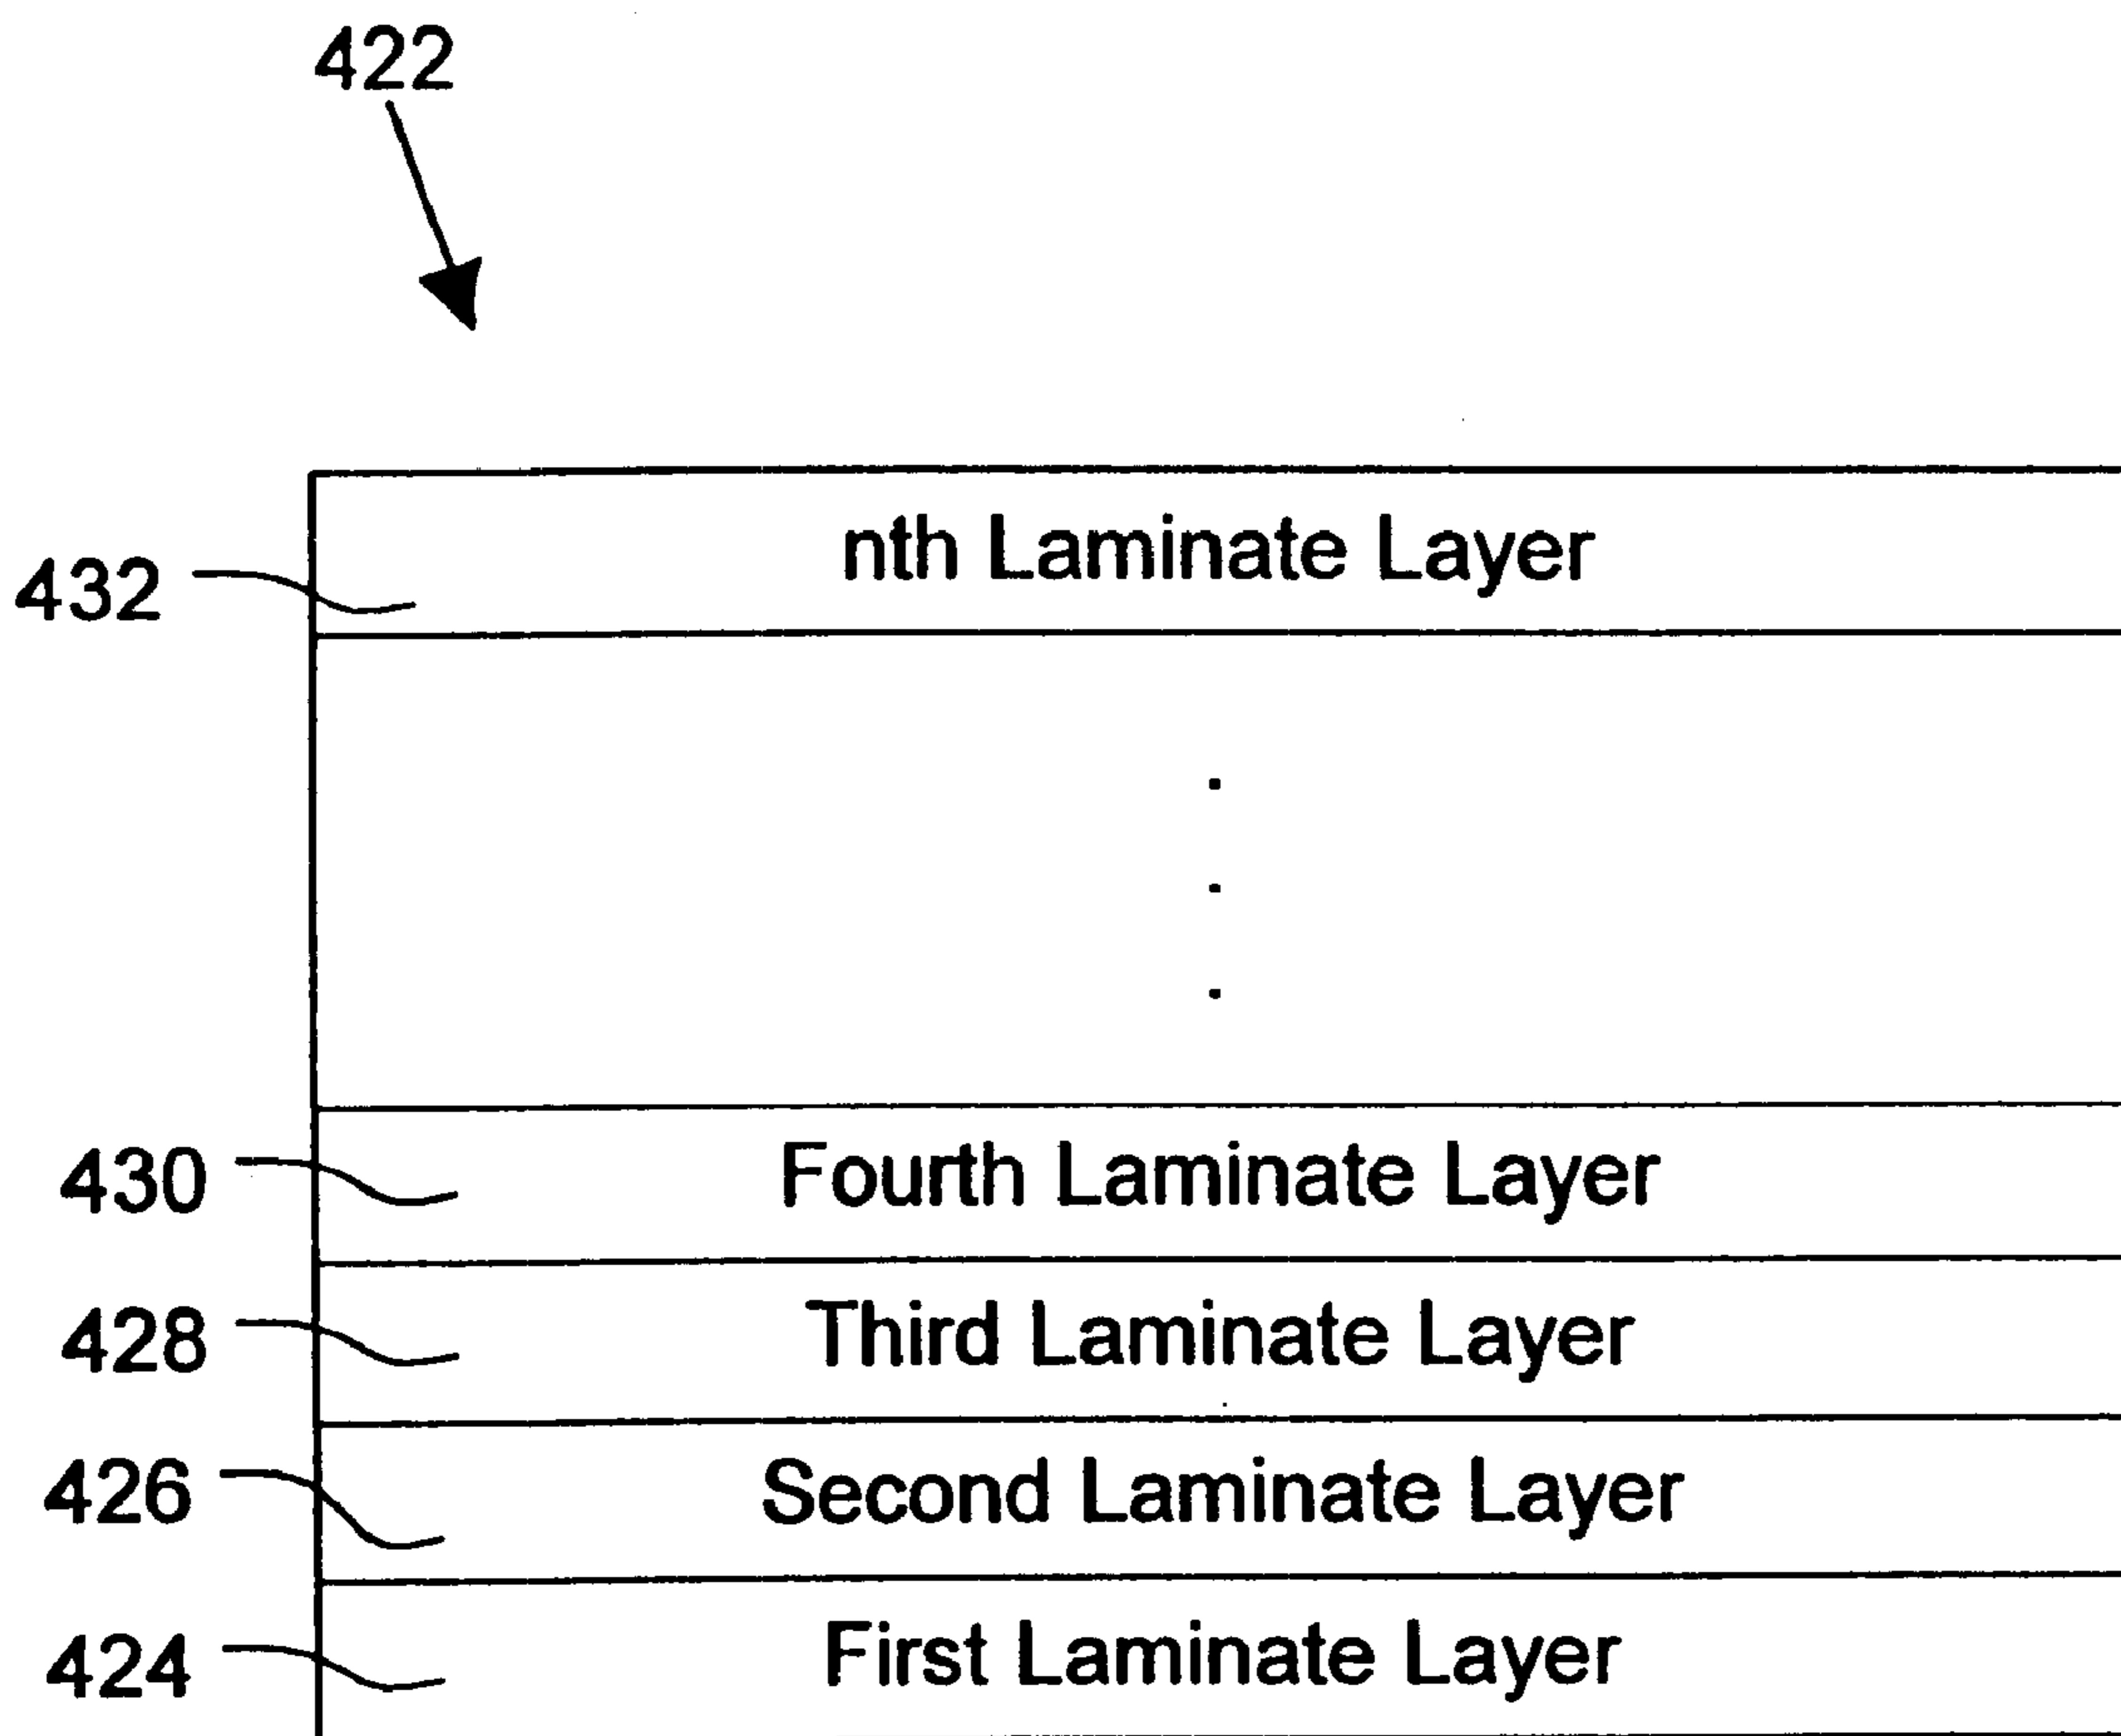 422
nth Laminate Layer
432
.
.
.
430 Fourth Laminate Layer
428 Third Laminate Layer
426 Second Laminate Layer
424 First Laminate Layer